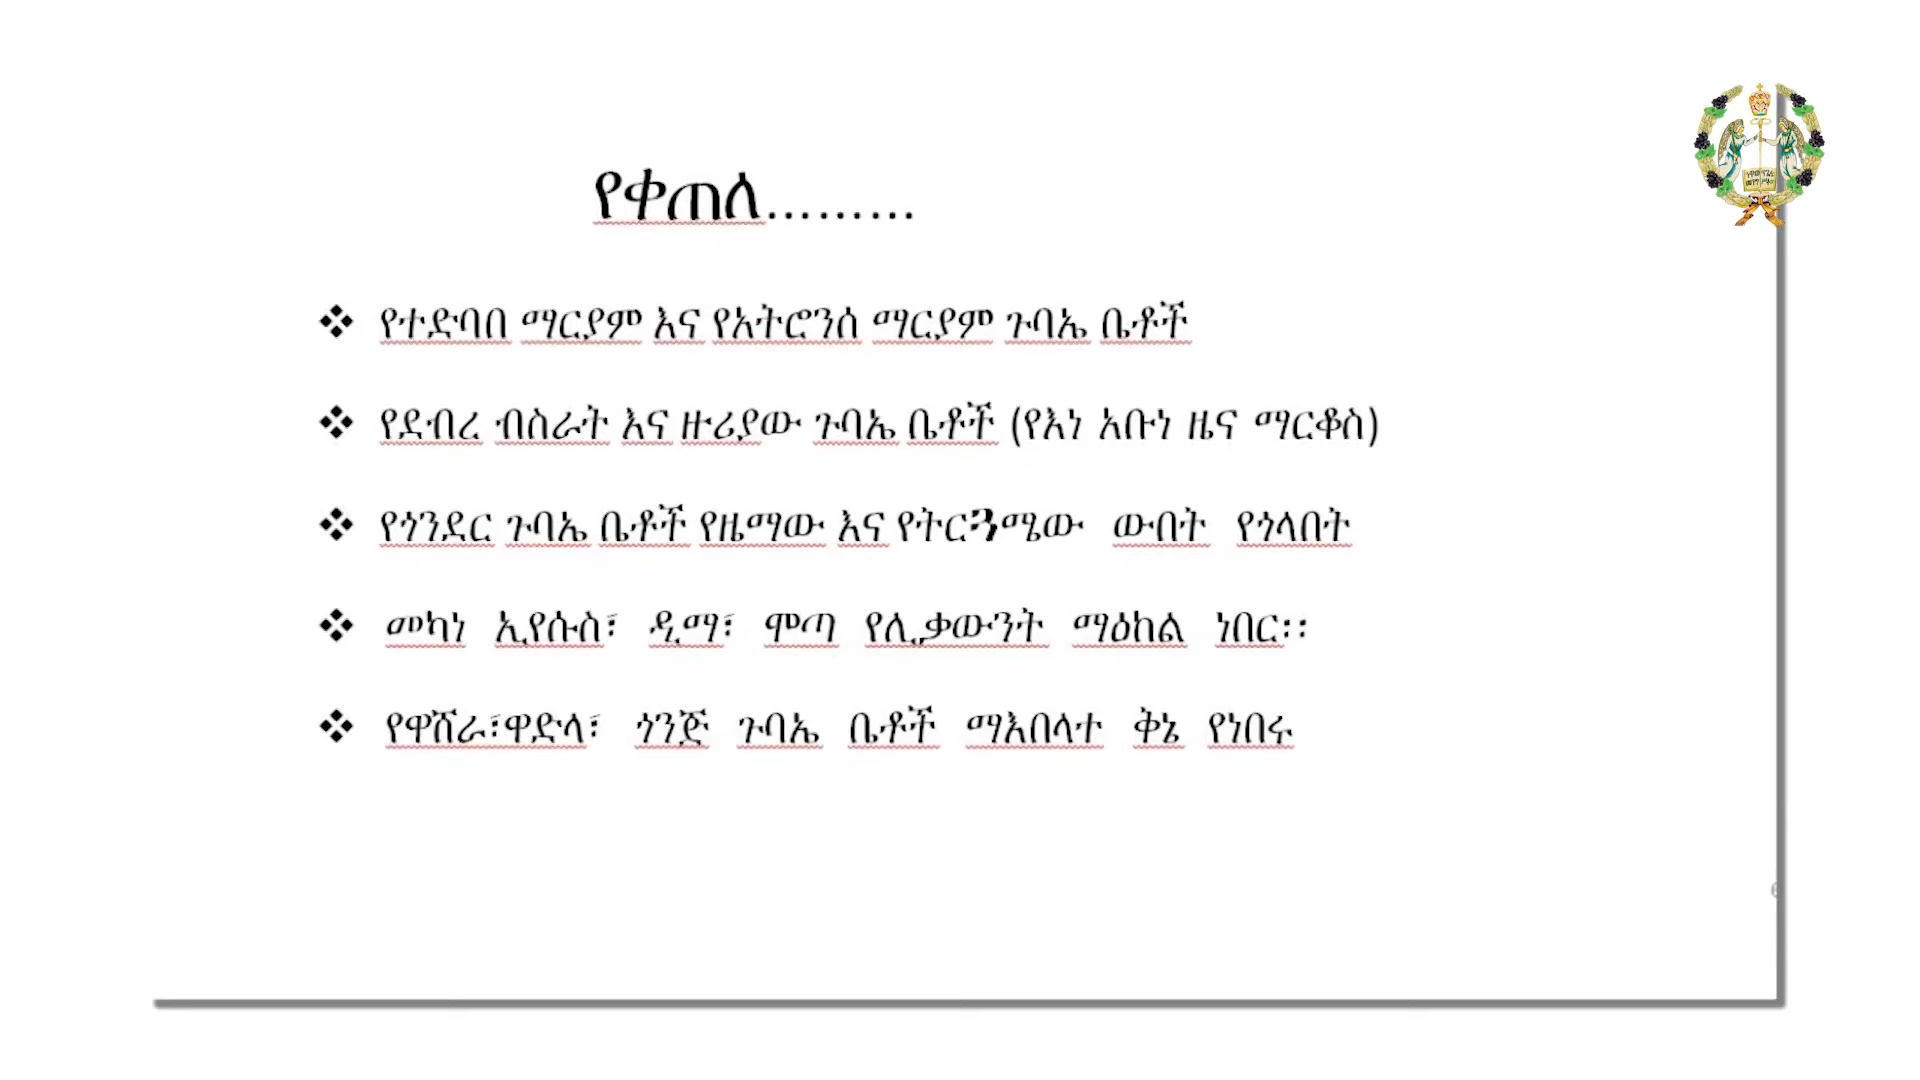 የቀጠለ.........
❖ የተድባበ ማርያም እና የአትሮንሰ ማርያም ጉባኤ ቤቶች
❖ የደብረ ብስራት እና ዙሪያው ጉባኤ ቤቶች (የእነ አቡነ ዜና ማርቆስ)
❖ የጎንደር ጉባኤ ቤቶች የዜማው እና የትርጓሜው ውበት የጎላበት
❖ መካነ ኢየሱስ፣ ዲማ፣ ሞጣ የሊቃውንት ማዕከል ነበር፡፡
❖ የዋሸራ፣ዋድላ፣ ጎንጅ ጉባኤ ቤቶች ማእበላተ ቅኔ የነበሩ